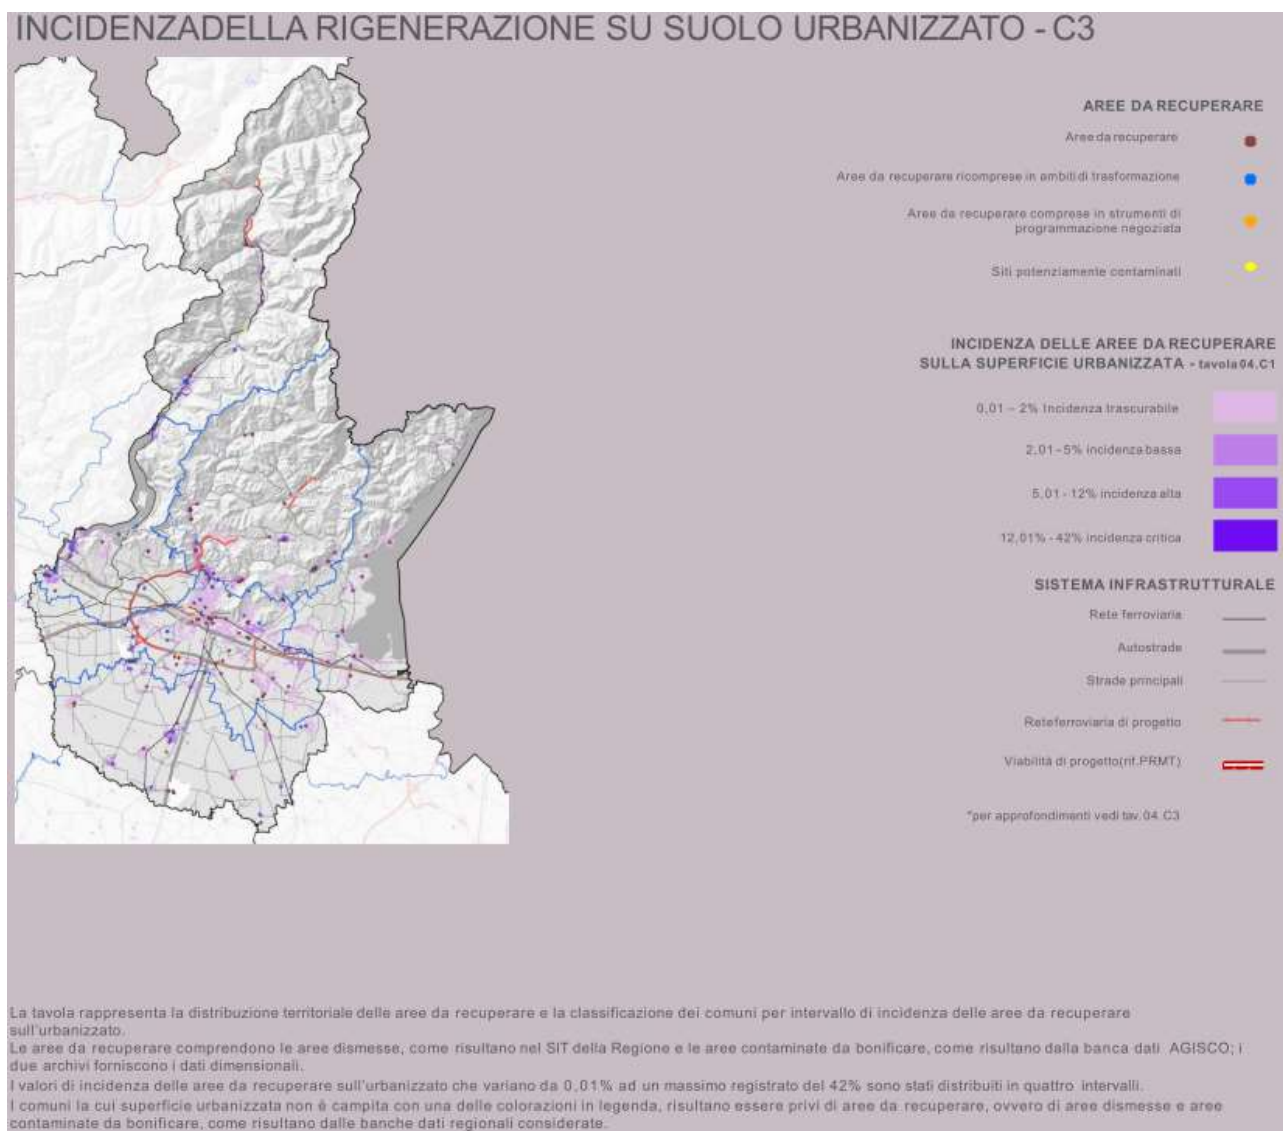 INCIDENZADELLA RIGENERAZIONE SU SUOLO URBANIZZATO - C3
AREE DA RECUPERARE
Aree da recuperare
Aree da recuperare ricomprese in ambiti di trasformazione
Aree da recuperare comprese in strumenti di
programmazione negoziata
Siti potenziamente contaminati
INCIDENZA DELLE AREE DA RECUPERARE
SULLA SUPERFICIE URBANIZZATA - tavola 04.C1
0,01 – 2% Incidenza trascurabile
2,01 - 5% incidenza bassa
5,01 - 12% incidenza alta
12,01% - 42% incidenza critica
SISTEMA INFRASTRUTTURALE
Rete ferroviaria
Autostrade
Strade principali
Reteferroviaria di progetto
Viabilità di progetto(rif.PRMT)
*per approfondimenti vedi tav. 04. C3
La tavola rappresenta la distribuzione territoriale delle aree da recuperare e la classificazione dei comuni per intervallo di incidenza delle aree da recuperare
sull'urbanizzato.
Le aree da recuperare comprendono le aree dismesse, come risultano nel SIT della Regione e le aree contaminate da bonificare, come risultano dalla banca dati AGISCO; i
due archivi forniscono i dati dimensionali.
I valori di incidenza delle aree da recuperare sull'urbanizzato che variano da 0,01% ad un massimo registrato del 42% sono stati distribuiti in quattro intervalli.
I comuni la cui superficie urbanizzata non è campita con una delle colorazioni in legenda, risultano essere privi di aree da recuperare, ovvero di aree dismesse e aree
contaminate da bonificare, come risultano dalle banche dati regionali considerate.